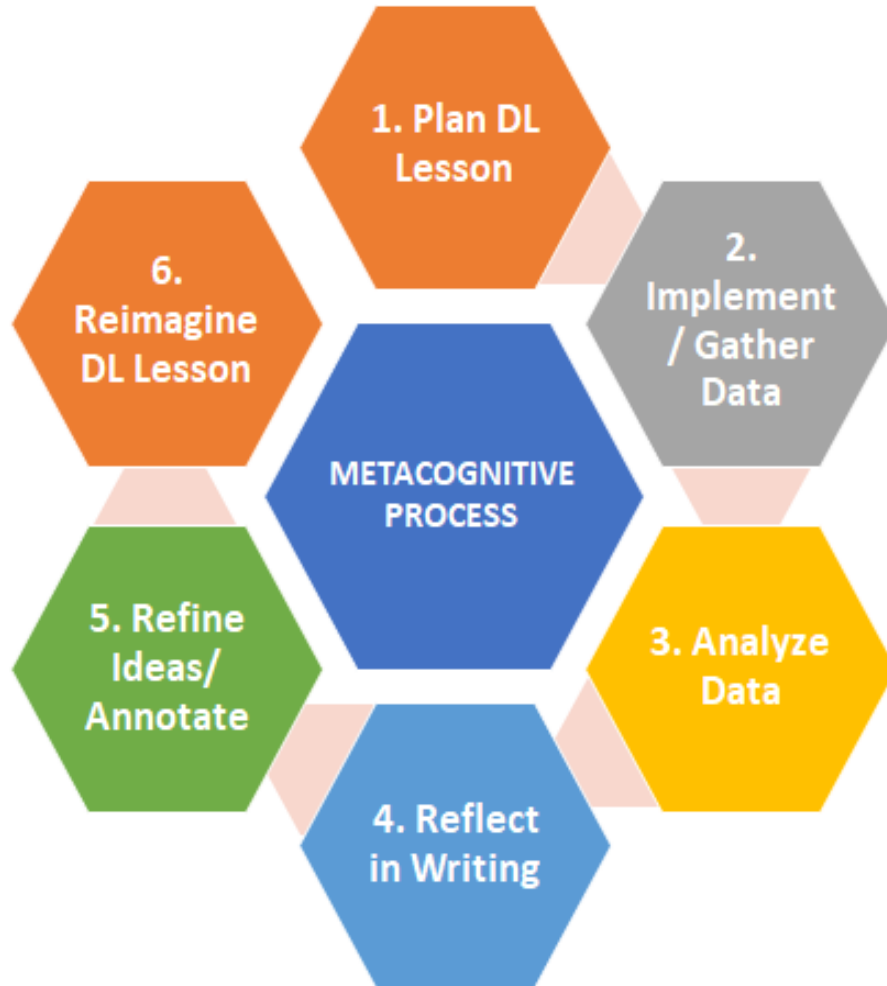 1. Plan DL
Lesson
2.
Implement
/ Gather
Data
3. Analyze
Data
4. Reflect
in Writing
5. Refine
Ideas/
Annotate
6.
Reimagine
DL Lesson
METACOGNITIVE
PROCESS